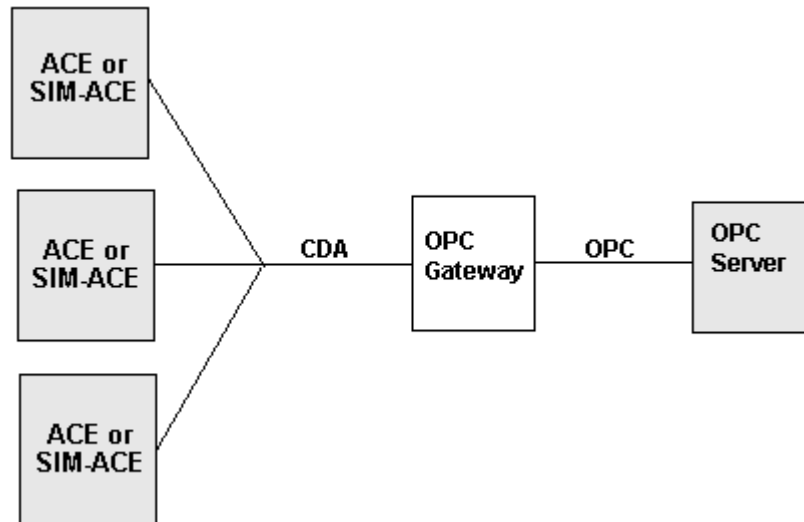 ACE or
SIM-ACE
ACE or
SIM-ACE
ACE or
SIM-ACE
CDA
OPC
Gateway
OPC
OPC
Server